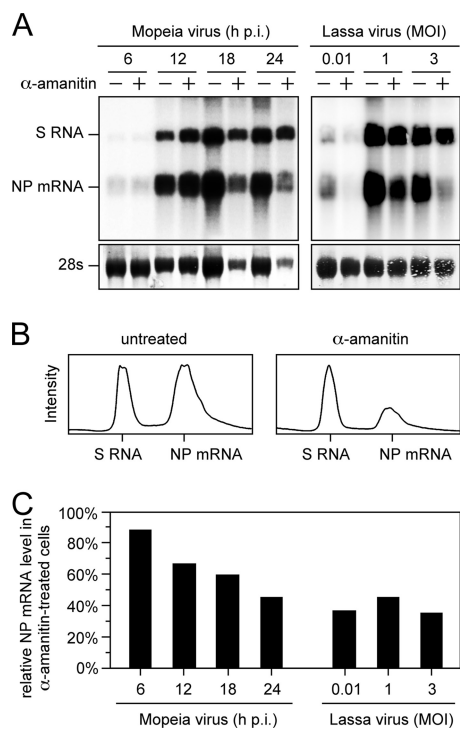 A
Mopeia virus (h p.i.) Lassa virus (MOI)
6 12 18 24 0.01 1 3
α-amanitin − + − + − + − + − + − + − +
S RNA
NP mRNA
28s
B
untreated α-amanitin
Intensity
S RNA NP mRNA S RNA NP mRNA
C
relative NP mRNA level in
α-amanitin-treated cells
100%
80%
60%
40%
20%
0%
6 12 18 24 0.01 1 3
Mopeia virus (h p.i.) Lassa virus (MOI)